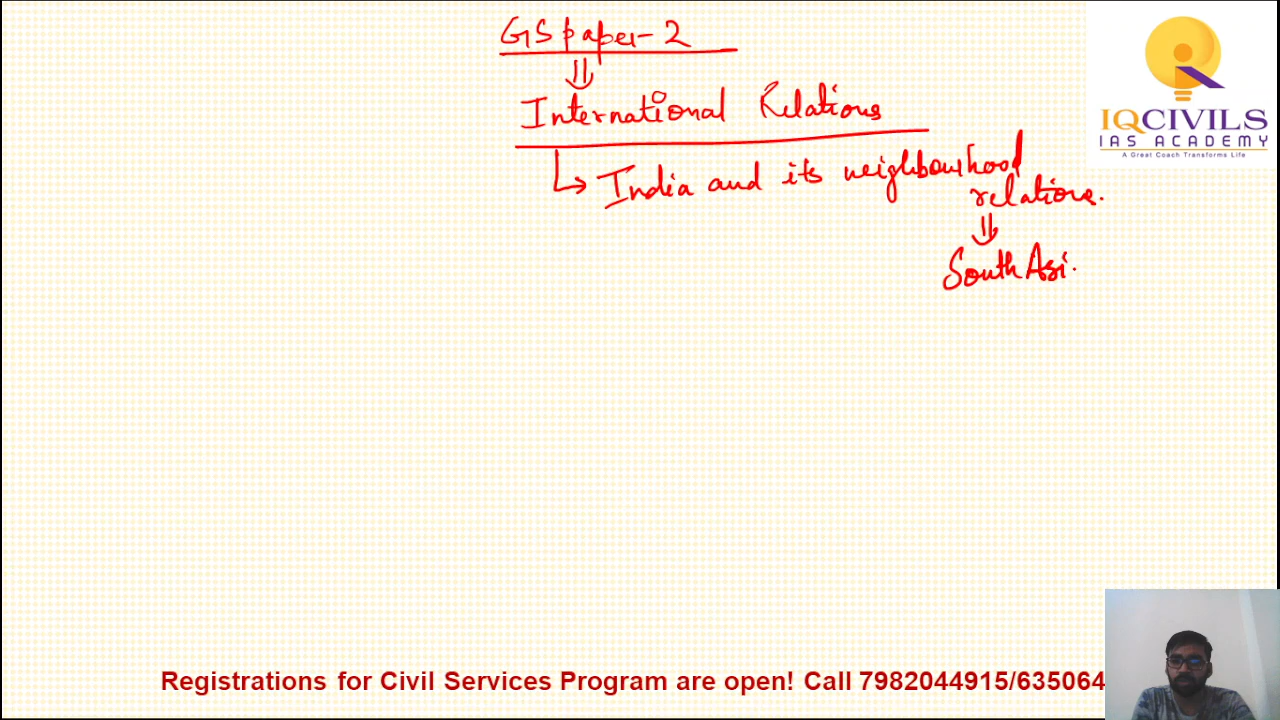 GS paper-2
International Relations
India and its neighbourhood
relations.
South Asi.
IQCIVILS
IAS ACADEMY
A Great Coach Transforms Life
Registrations for Civil Services Program are open! Call 7982044915/635064